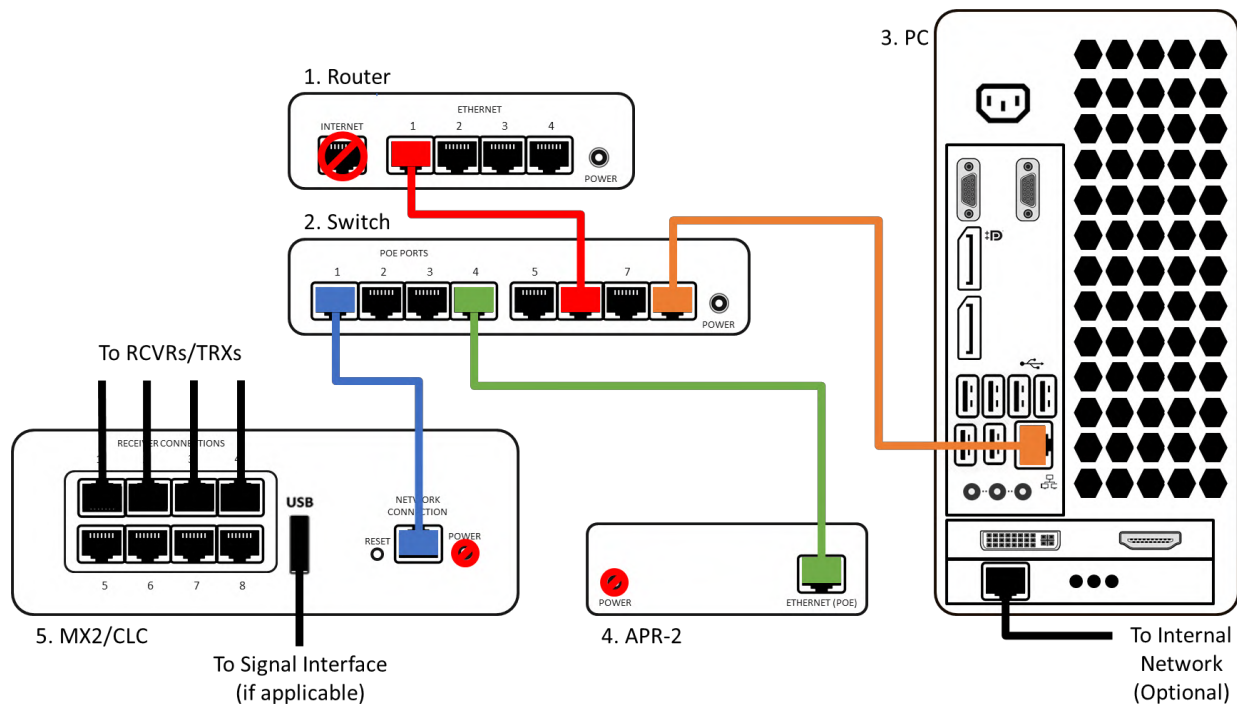 3. PC
1. Router
ETHERNET
INTERNET
1 2 3 4
POWER
2. Switch
POE PORTS
1 2 3 4 5 7
POWER
To RCVRs/TRXs
RECEIVER CONNECTIONS
USB
NETWORK
CONNECTION
RESET
POWER
5 6 7 8
POWER
ETHERNET (POE)
5. MX2/CLC
4. APR-2
To Signal Interface
(if applicable)
To Internal
Network
(Optional)